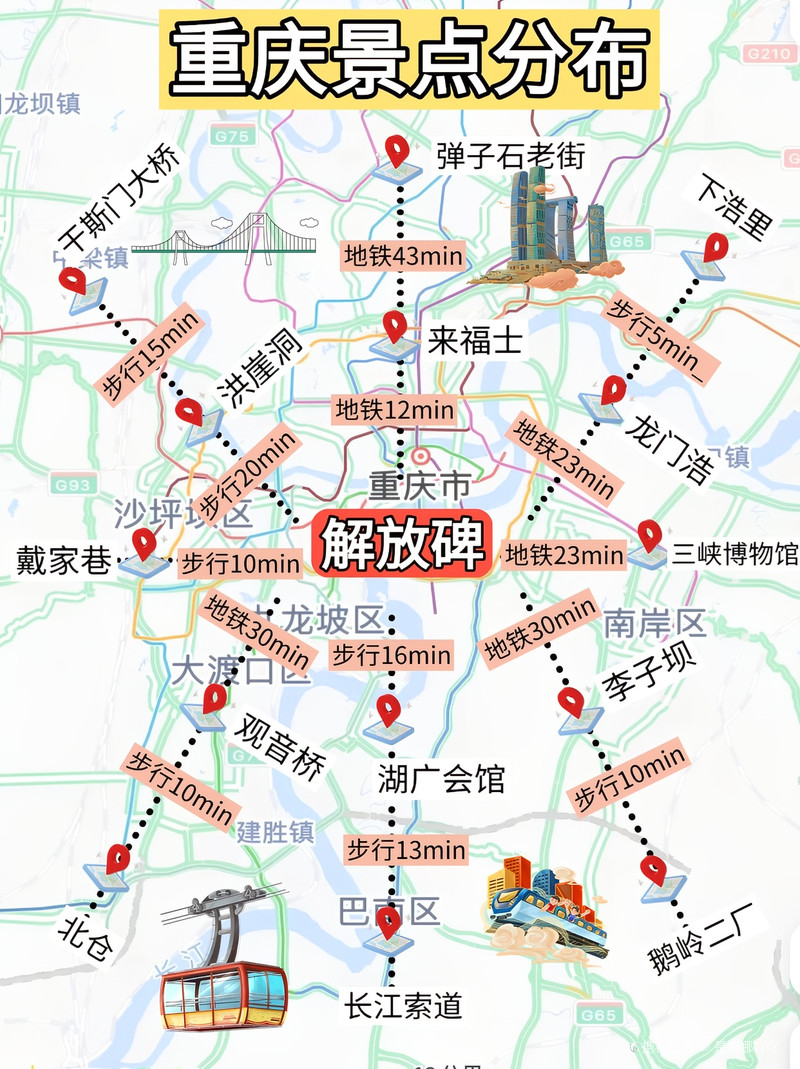 重庆景点分布
龙坝镇
G210
G75
弹子石老街
千斯门大桥
下浩里
G65
地铁43min
步行15min
步行5min_
洪崖洞
来福士
地铁12min
龙门浩
地铁23min
步行20min
重庆市
G93
沙坪坝区
解放碑
戴家巷
步行10min
地铁23min
三峡博物馆
地铁30min
龙坡区
步行16min
地铁30min
南岸区
大渡口区
李子坝
观音桥
湖广会馆
步行10min
步行10min
建胜镇
步行13min
巴南区
北仓
鹅岭二厂
长江
长江索道
G65